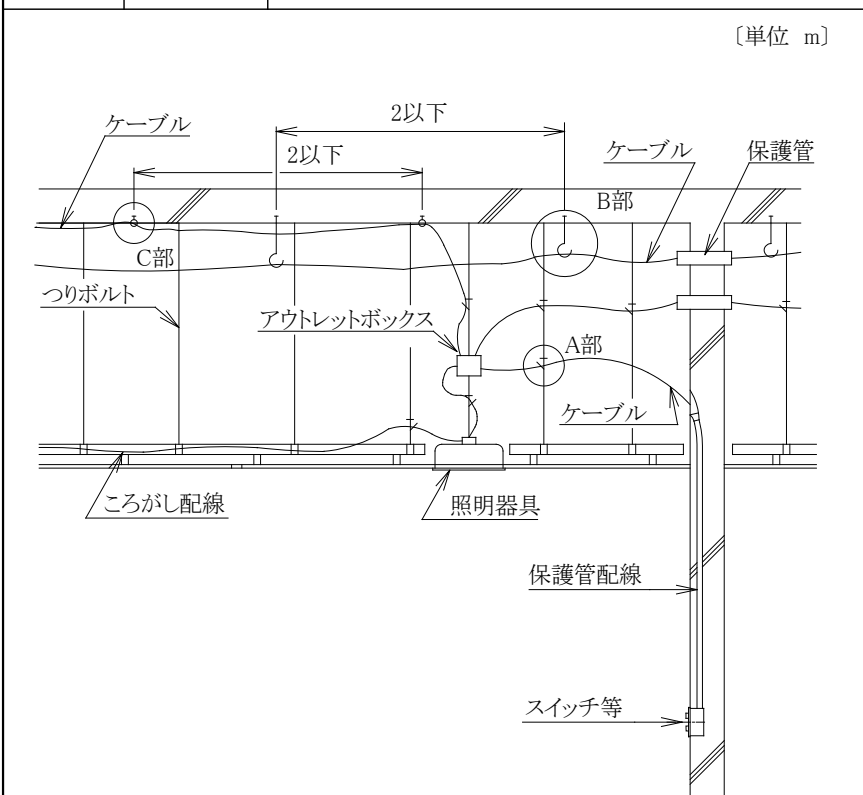 〔単位 m〕
2以下
ケーブル
2以下
ケーブル
保護管
B部
C部
つりボルト
アウトレットボックス
A部
ケーブル
ころがし配線
照明器具
保護管配線
スイッチ等